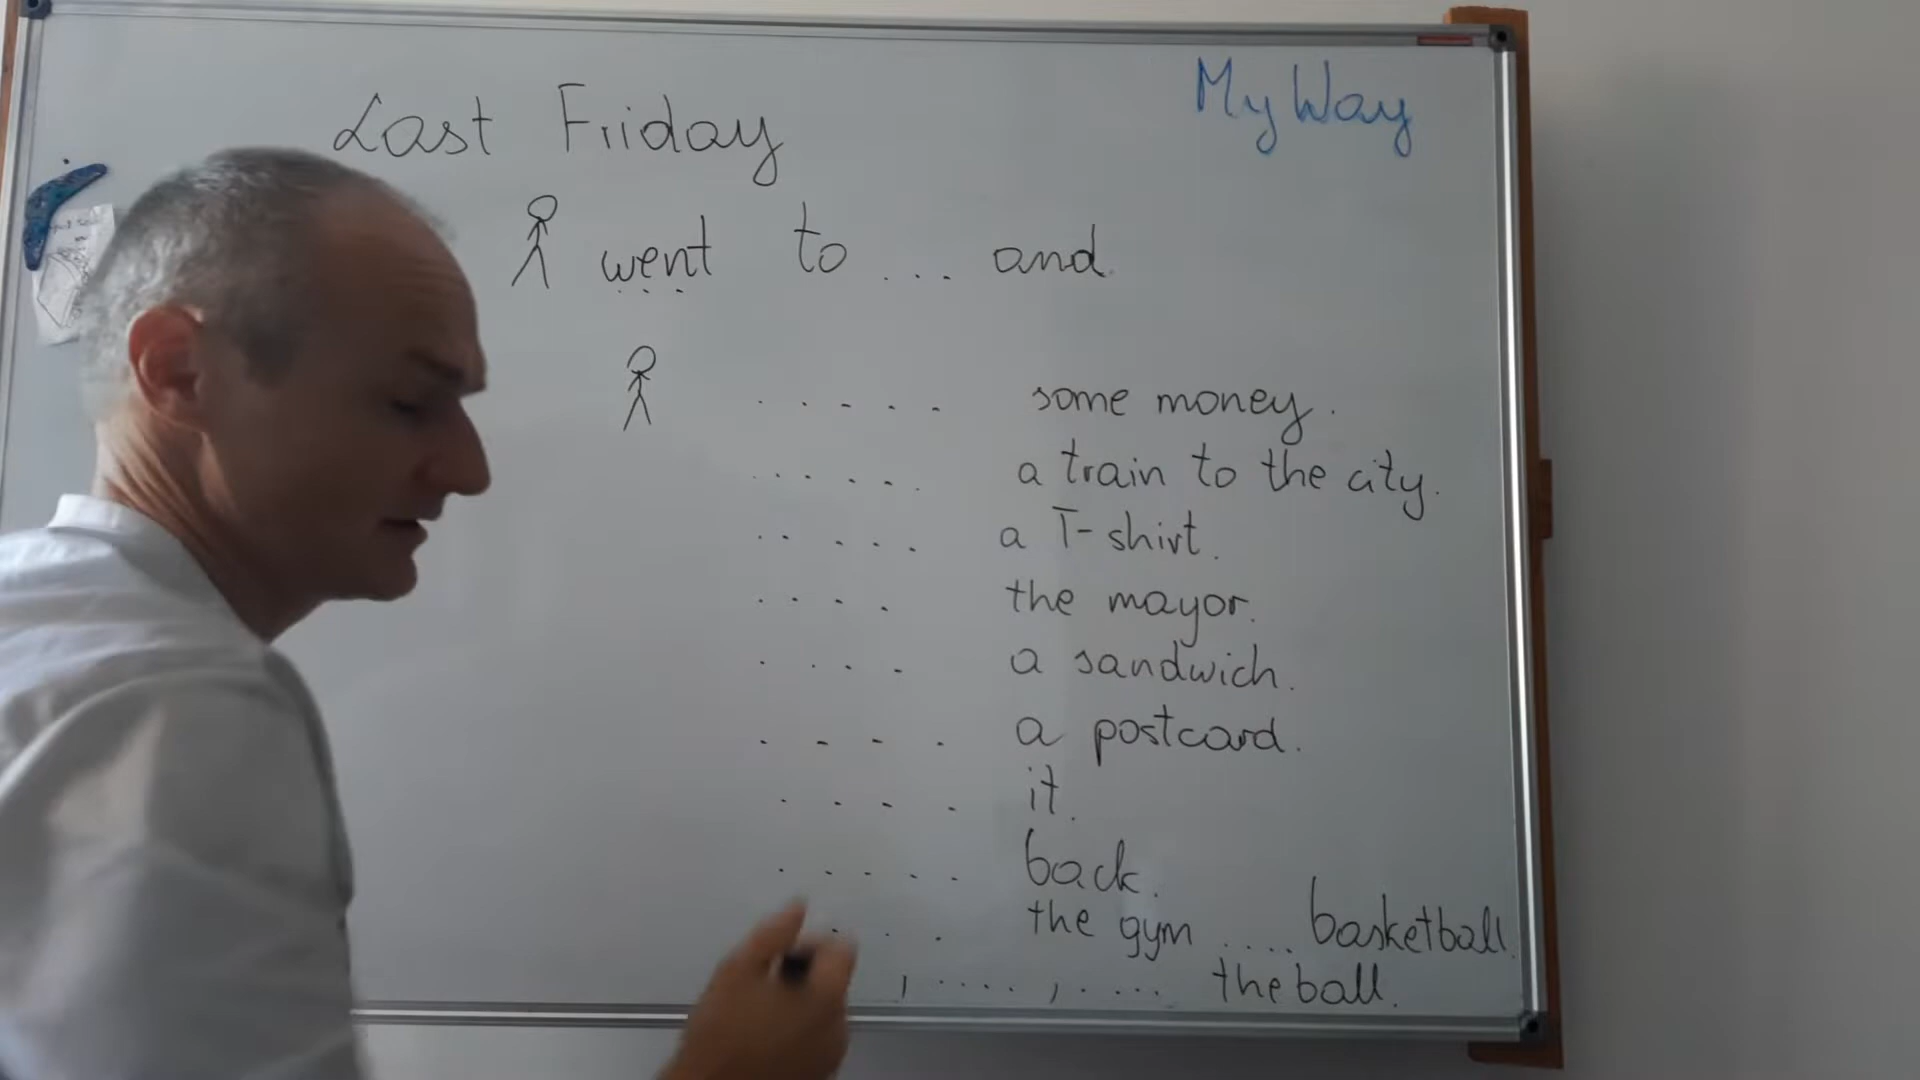 Last Friday
My Way
went to ... and
..... some money.
..... a train to the city.
..... a T-shirt.
.... the mayor.
.... a sandwich.
.... a postcard.
.... it.
..... back.
... the gym .... basketball.
, .... , .... the ball.